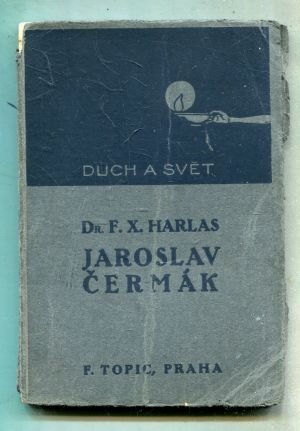 DUCH A SVĚT
DR. F. X. HARLAS
JAROSLAV
ČERMÁK
F. TOPIČ, PRAHA